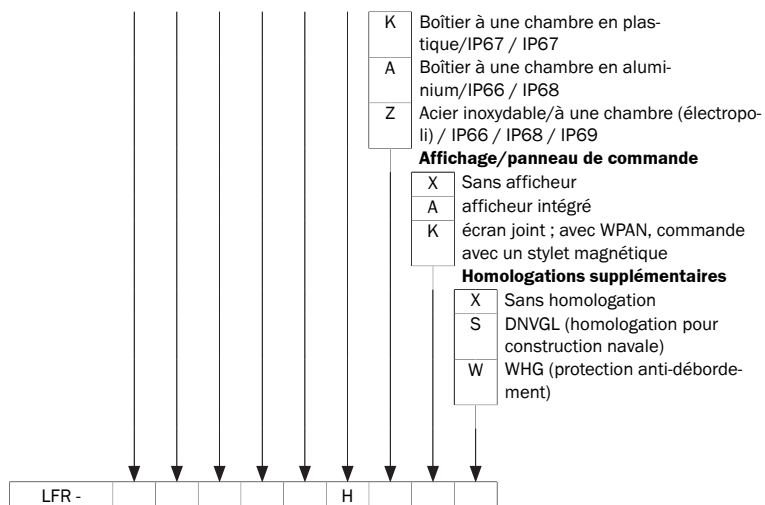 K Boîtier à une chambre en plas-
tique/IP67 / IP67
A Boîtier à une chambre en alumi-
nium/IP66 / IP68
Z Acier inoxydable/à une chambre (électropo-
li) / IP66 / IP68 / IP69
Affichage/panneau de commande
X Sans afficheur
A afficheur intégré
K écran joint ; avec WPAN, commande
avec un stylet magnétique
Homologations supplémentaires
X Sans homologation
S DNVGL (homologation pour
construction navale)
W WHG (protection anti-déborde-
ment)
LFR - H